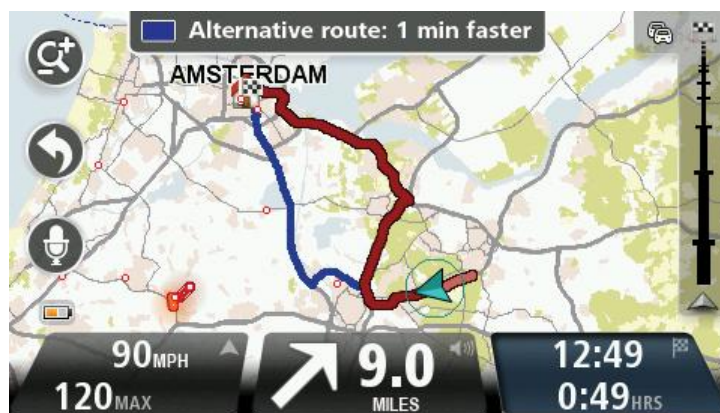 Alternative route: 1 min faster
AMSTERDAM
90MPH
120MAX
9.0
MILES
12:49
0:49HRS